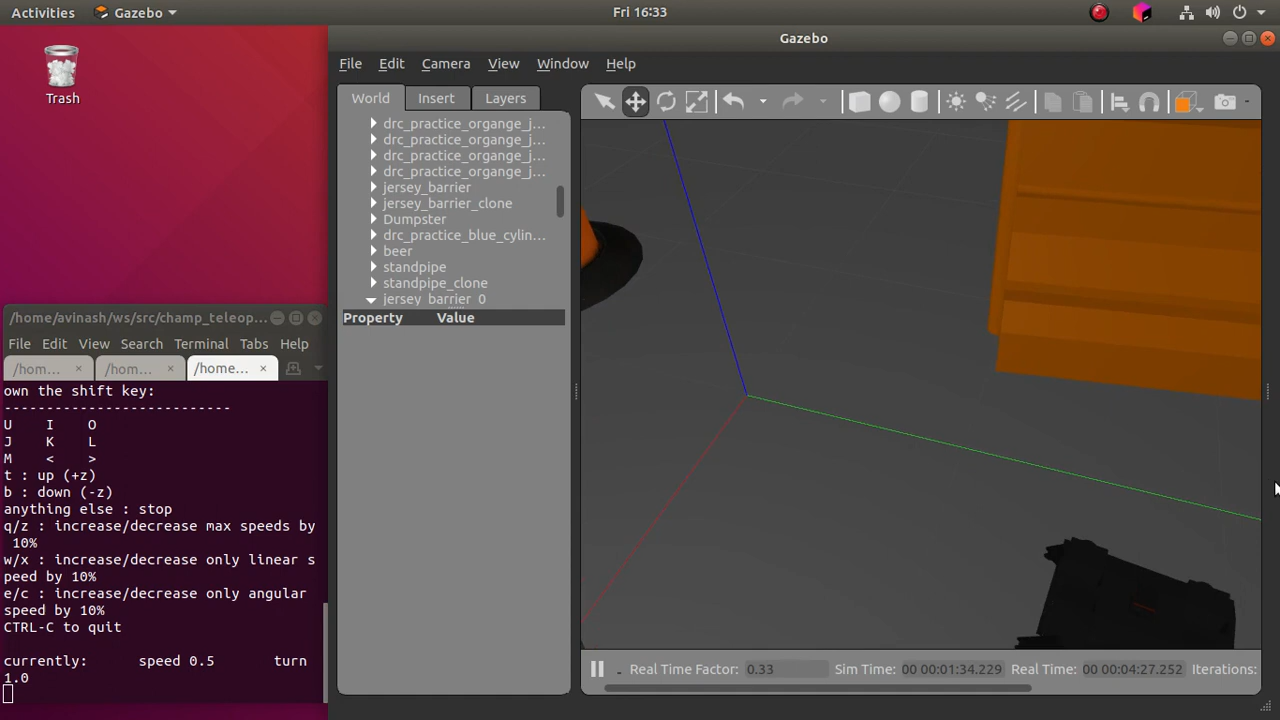 Activities Gazebo Fri 16:33
Trash
Gazebo
File Edit Camera View Window Help
World Insert Layers
drc_practice_organge_j…
drc_practice_organge_j…
drc_practice_organge_j…
drc_practice_organge_j…
jersey_barrier
jersey_barrier_clone
Dumpster
drc_practice_blue_cylin…
beer
standpipe
standpipe_clone
jersey_barrier_0
Property Value
/home/avinash/ws/src/champ_teleop…
File Edit View Search Terminal Tabs Help
/hom… /hom… /home…
own the shift key:
---------------------------
U I O
J K L
M < >
t : up (+z)
b : down (-z)
anything else : stop
q/z : increase/decrease max speeds by
10%
w/x : increase/decrease only linear s
peed by 10%
e/c : increase/decrease only angular
speed by 10%
CTRL-C to quit
currently: speed 0.5 turn
1.0
Real Time Factor: 0.33 Sim Time: 00 00:01:34.229 Real Time: 00 00:04:27.252 Iterations: